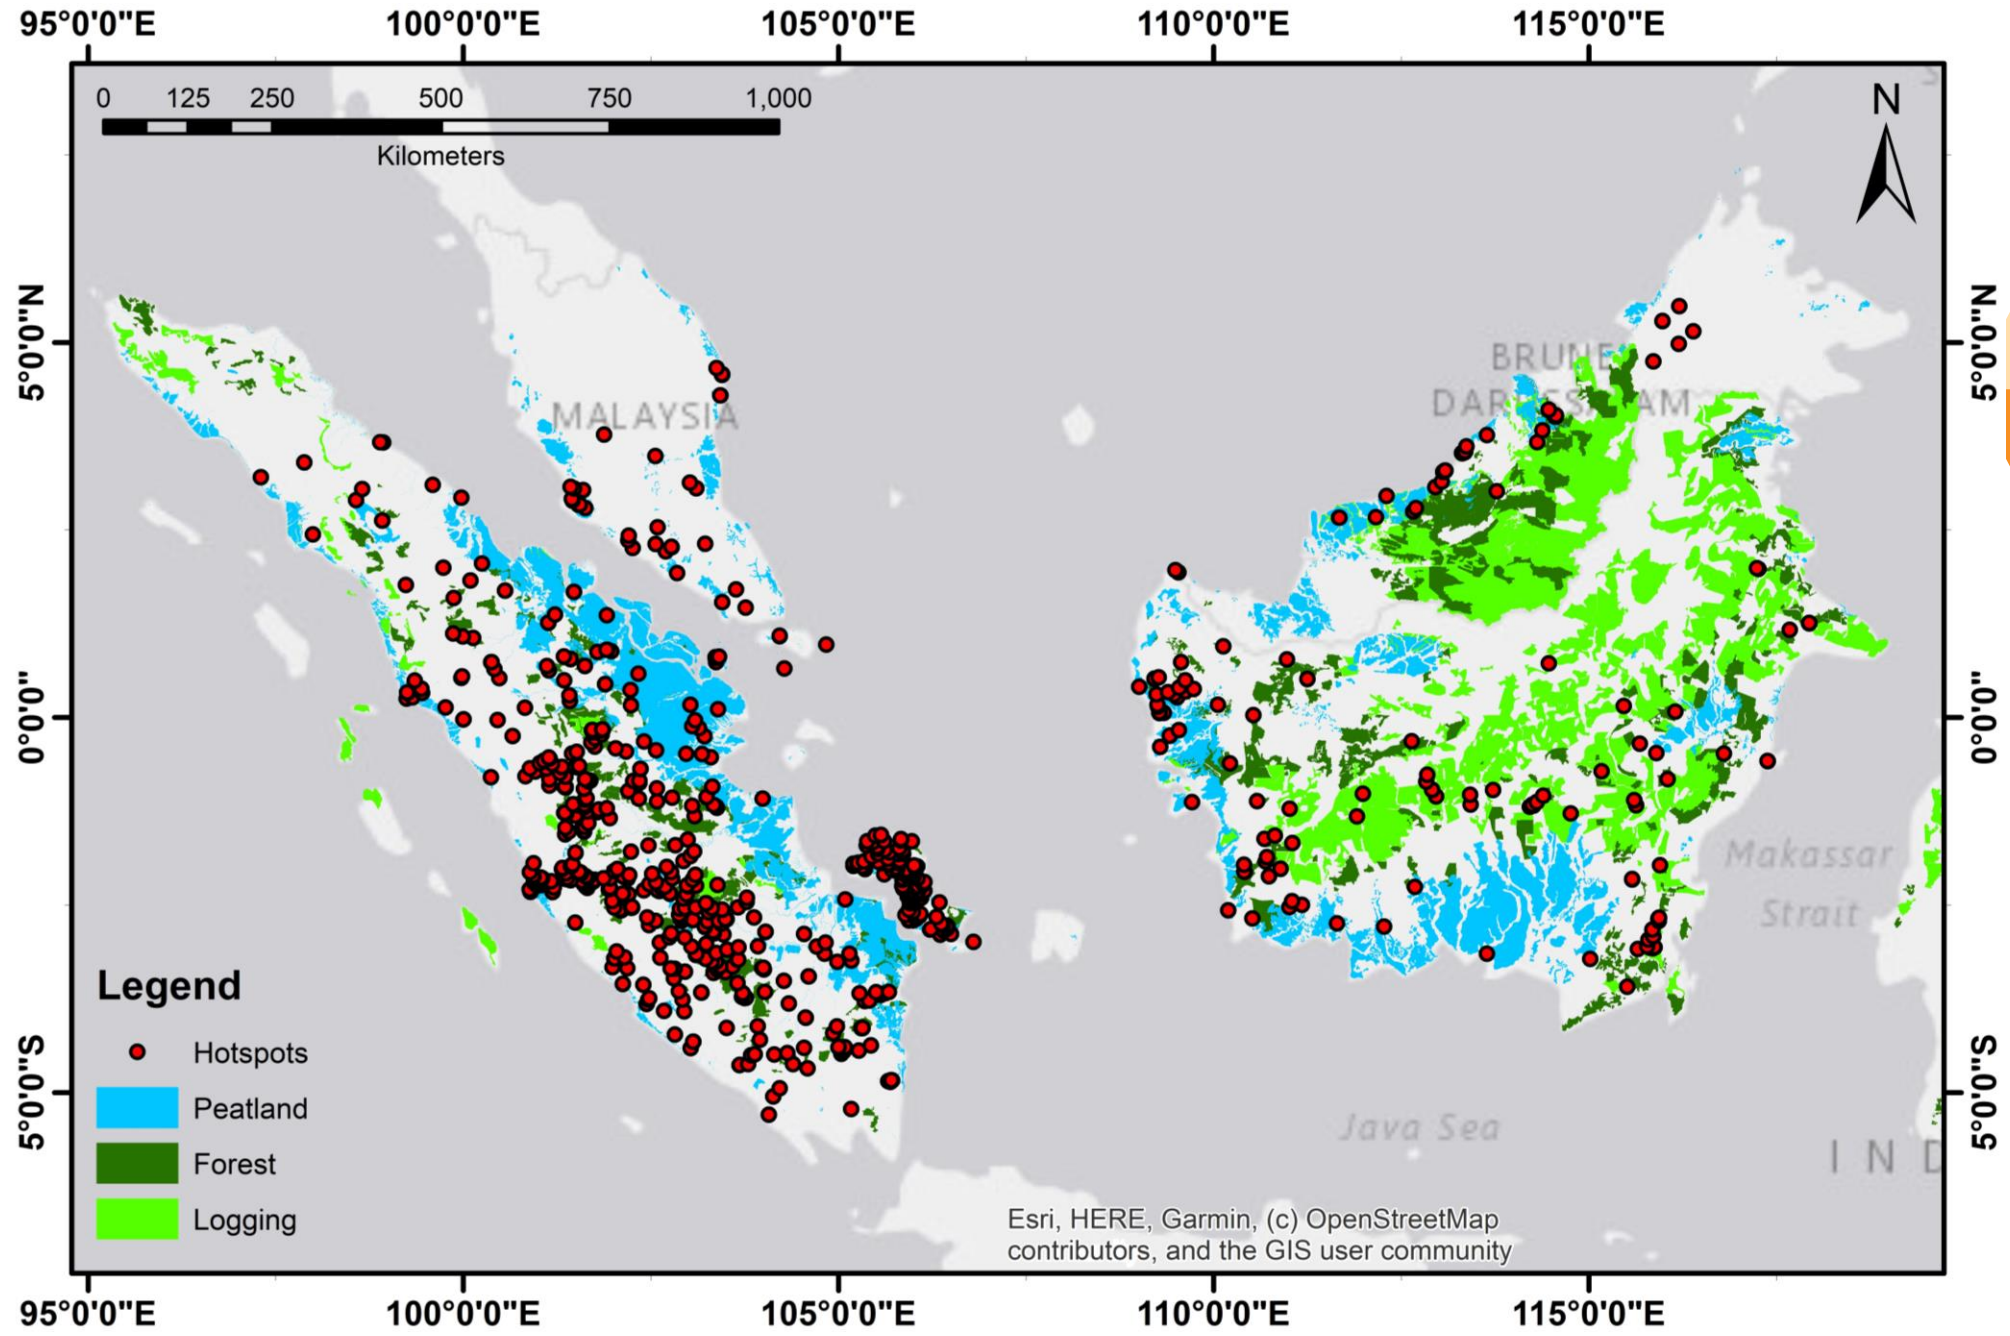 95°0'0"E 100°0'0"E 105°0'0"E 110°0'0"E 115°0'0"E
0 125 250 500 750 1,000
Kilometers
N
5°0'0"N
5°0'0"N
BRUNE
DAR SSALAM
MALAYSIA
0°0'0"
0°0'0"
Makassar
Strait
Legend
Hotspots
Peatland
Forest
Logging
5°0'0"S
5°0'0"S
Java Sea
IND
Esri, HERE, Garmin, (c) OpenStreetMap
contributors, and the GIS user community
95°0'0"E 100°0'0"E 105°0'0"E 110°0'0"E 115°0'0"E